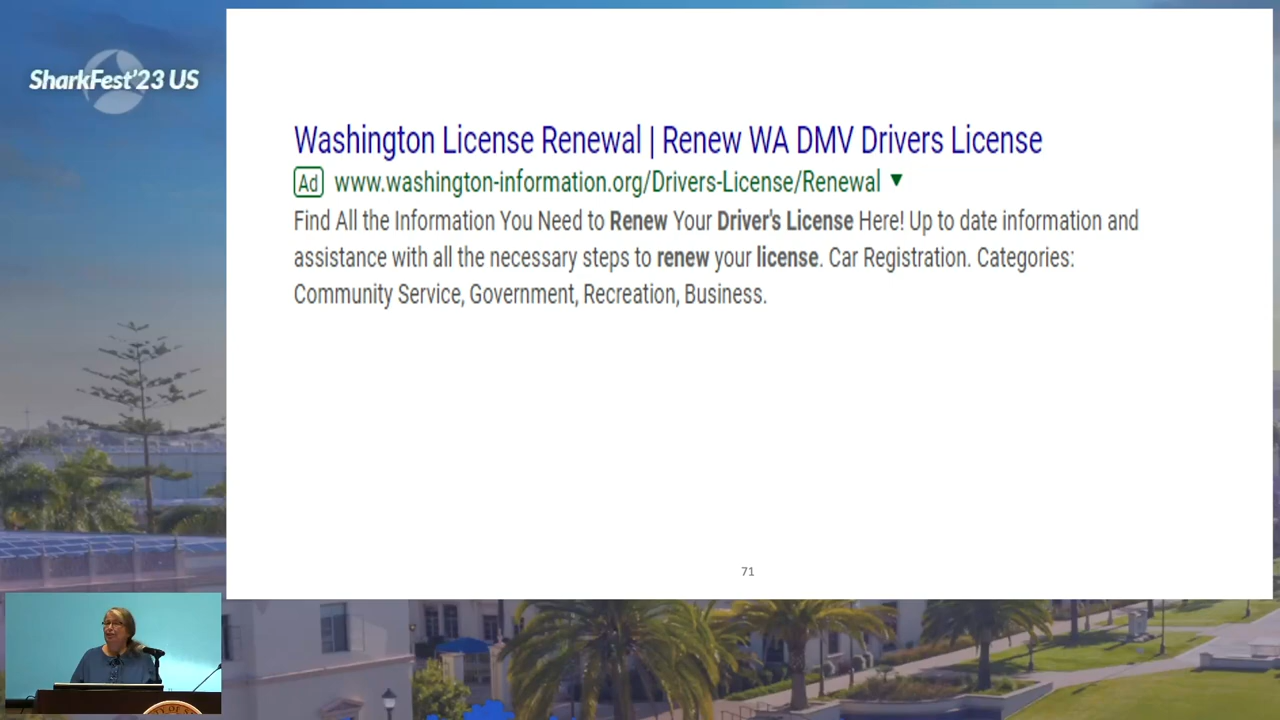 SharkFest'23 US
Washington License Renewal | Renew WA DMV Drivers License
Ad www.washington-information.org/Drivers-License/Renewal ▼
Find All the Information You Need to Renew Your Driver's License Here! Up to date information and
assistance with all the necessary steps to renew your license. Car Registration. Categories:
Community Service, Government, Recreation, Business.
71